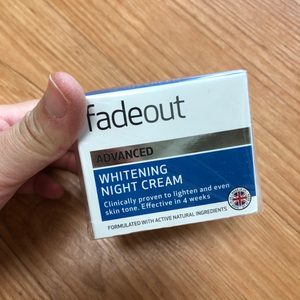 fadeout
ADVANCED
WHITENING
NIGHT CREAM
Clinically proven to lighten and even
skin tone. Effective in 4 weeks
FORMULATED WITH ACTIVE NATURAL INGREDIENTS